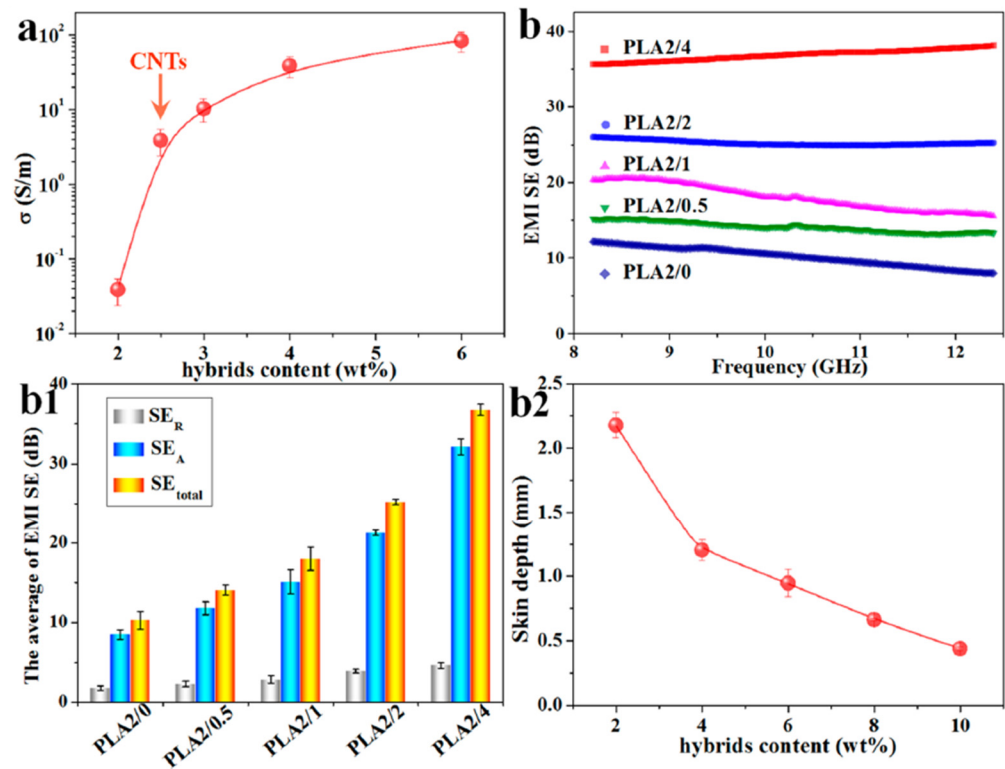 a
10²
10¹
10⁰
10⁻¹
10⁻²
σ (S/m)
CNTs
2 3 4 5 6
hybrids content (wt%)
b
40
30
20
10
0
EMI SE (dB)
PLA2/4
PLA2/2
PLA2/1
PLA2/0.5
PLA2/0
8 9 10 11 12
Frequency (GHz)
b1
40
30
20
10
0
The average of EMI SE (dB)
SE_R
SE_A
SE_total
PLA2/0 PLA2/0.5 PLA2/1 PLA2/2 PLA2/4
b2
2.5
2.0
1.5
1.0
0.5
0.0
Skin depth (mm)
2 4 6 8 10
hybrids content (wt%)